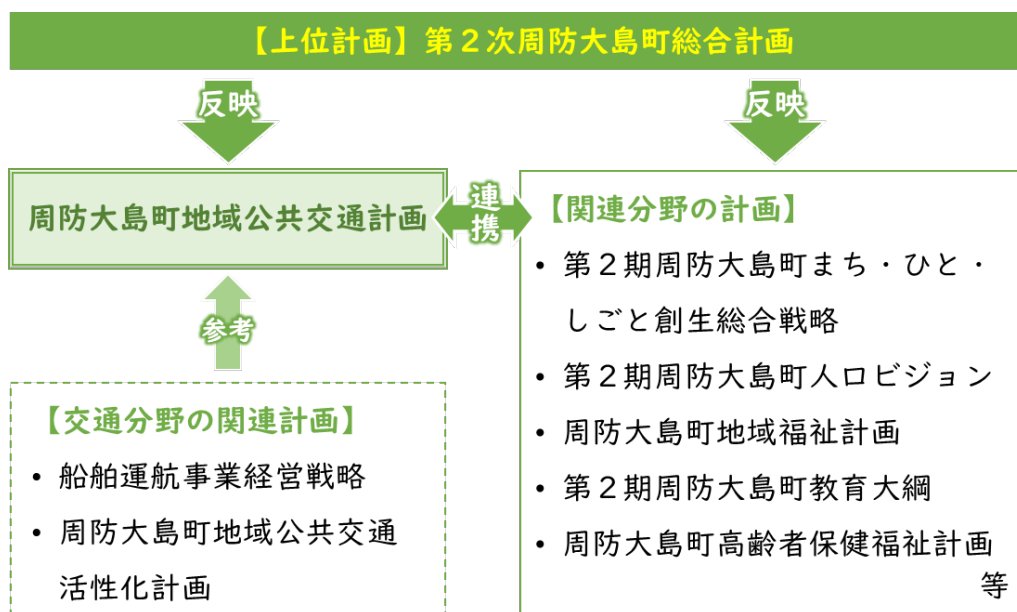 【上位計画】第２次周防大島町総合計画
反映
反映
周防大島町地域公共交通計画
連携
【関連分野の計画】
• 第２期周防大島町まち・ひと・
しごと創生総合戦略
• 第２期周防大島町人口ビジョン
• 周防大島町地域福祉計画
• 第２期周防大島町教育大綱
• 周防大島町高齢者保健福祉計画
等
参考
【交通分野の関連計画】
• 船舶運航事業経営戦略
• 周防大島町地域公共交通
活性化計画